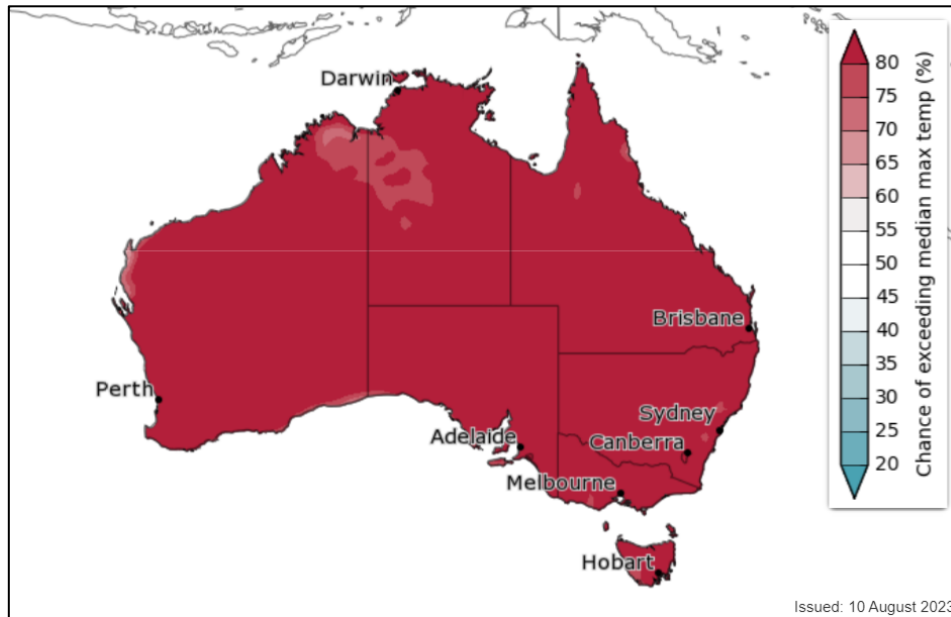 Darwin
Brisbane
Perth
Sydney
Adelaide
Canberra
Melbourne
Hobart
80
75
70
65
60
55
50
45
40
35
30
25
20
Chance of exceeding median max temp (%)
Issued: 10 August 2023